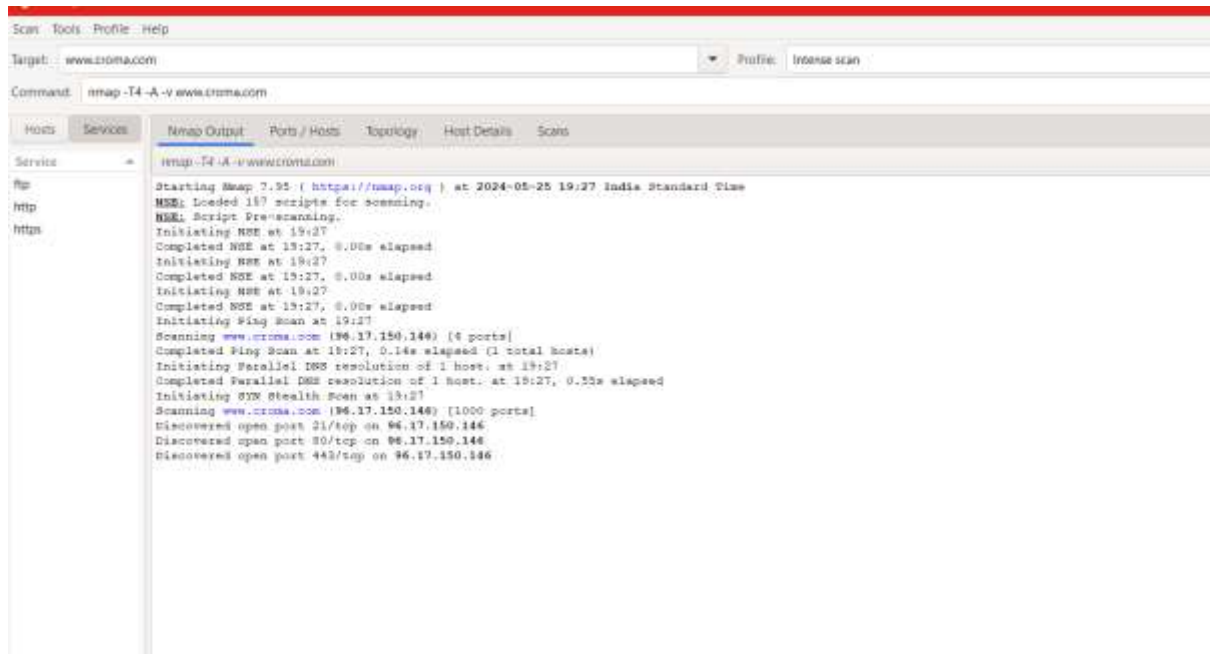 Scan Tools Profile Help
Target: www.croma.com Profile: Intense scan
Command: nmap -T4 -A -v www.croma.com
Hosts Services Nmap Output Ports / Hosts Topology Host Details Scans
Service nmap -T4 -A -v www.croma.com
ftp
http
https
Starting Nmap 7.95 ( https://nmap.org ) at 2024-05-25 19:27 India Standard Time
NSE: Loaded 157 scripts for scanning.
NSE: Script Pre-scanning.
Initiating NSE at 19:27
Completed NSE at 19:27, 0.00s elapsed
Initiating NSE at 19:27
Completed NSE at 19:27, 0.00s elapsed
Initiating NSE at 19:27
Completed NSE at 19:27, 0.00s elapsed
Initiating Ping Scan at 19:27
Scanning www.croma.com (96.17.150.146) [4 ports]
Completed Ping Scan at 19:27, 0.14s elapsed (1 total hosts)
Initiating Parallel DNS resolution of 1 host. at 19:27
Completed Parallel DNS resolution of 1 host. at 19:27, 0.55s elapsed
Initiating SYN Stealth Scan at 19:27
Scanning www.croma.com (96.17.150.146) [1000 ports]
Discovered open port 21/tcp on 96.17.150.146
Discovered open port 80/tcp on 96.17.150.146
Discovered open port 443/tcp on 96.17.150.146